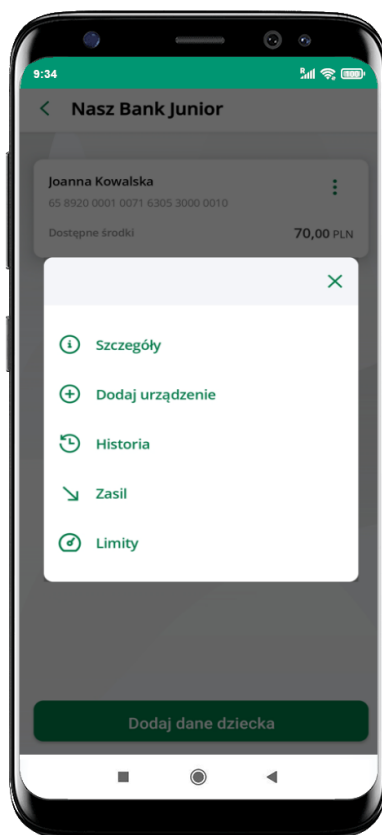 9:34
R
100
Nasz Bank Junior
Joanna Kowalska
65 8920 0001 0071 6305 3000 0010
Dostępne środki 70,00 PLN
Szczegóły
Dodaj urządzenie
Historia
Zasil
Limity
Dodaj dane dziecka